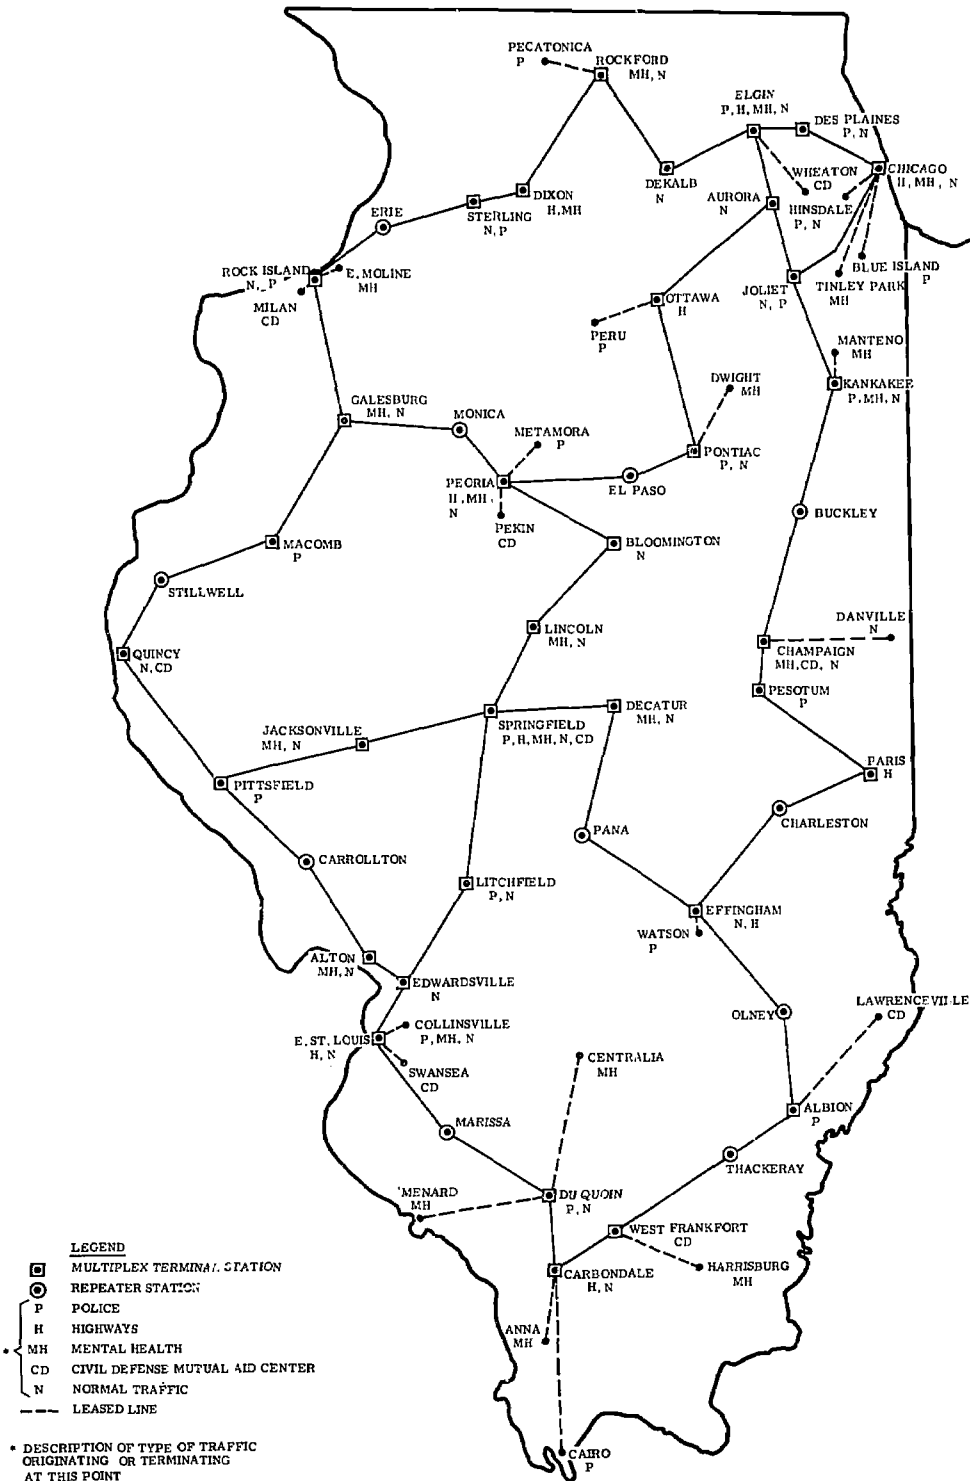 PECATONICA
P
ROCKFORD
MH, N
ELGIN
P, H, MH, N
DES PLAINES
P, N
DEKALB
N
WHEATON
CD
CHICAGO
H, MH, N
AURORA
N
HINSDALE
P, N
DIXON
H, MH
STERLING
N, P
ERIE
ROCK ISLAND
N, P
E. MOLINE
MH
MILAN
CD
BLUE ISLAND
P
TINLEY PARK
MH
JOLIET
N, P
OTTAWA
H
PERU
P
MANTENO
MH
KANKAKEE
P, MH, N
DWIGHT
MH
GALESBURG
MH, N
MONICA
METAMORA
P
PONTIAC
P, N
PEORIA
H, MH,
N
EL PASO
PEKIN
CD
BUCKLEY
MACOMB
P
BLOOMINGTON
N
STILLWELL
DANVILLE
N
LINCOLN
MH, N
CHAMPAIGN
MH, CD, N
QUINCY
N, CD
PESOTUM
P
DECATUR
MH, N
SPRINGFIELD
P, H, MH, N, CD
JACKSONVILLE
MH, N
PARIS
H
PITTSFIELD
P
CHARLESTON
PANA
CARROLLTON
LITCHFIELD
P, N
EFFINGHAM
N, H
WATSON
P
ALTON
MH, N
EDWARDSVILLE
N
LAWRENCEVILLE
CD
OLNEY
COLLINSVILLE
P, MH, N
E. ST. LOUIS
H, N
SWANSEA
CD
CENTRALIA
MH
ALBION
P
MARISSA
THACKERAY
MENARD
MH
DU QUOIN
P, N
WEST FRANKFORT
CD
HARRISBURG
MH
CARBONDALE
H, N
ANNA
MH
CAIRO
P
LEGEND
MULTIPLEX TERMINAL STATION
REPEATER STATION
P POLICE
H HIGHWAYS
* MH MENTAL HEALTH
CD CIVIL DEFENSE MUTUAL AID CENTER
N NORMAL TRAFFIC
LEASED LINE
* DESCRIPTION OF TYPE OF TRAFFIC
ORIGINATING OR TERMINATING
AT THIS POINT